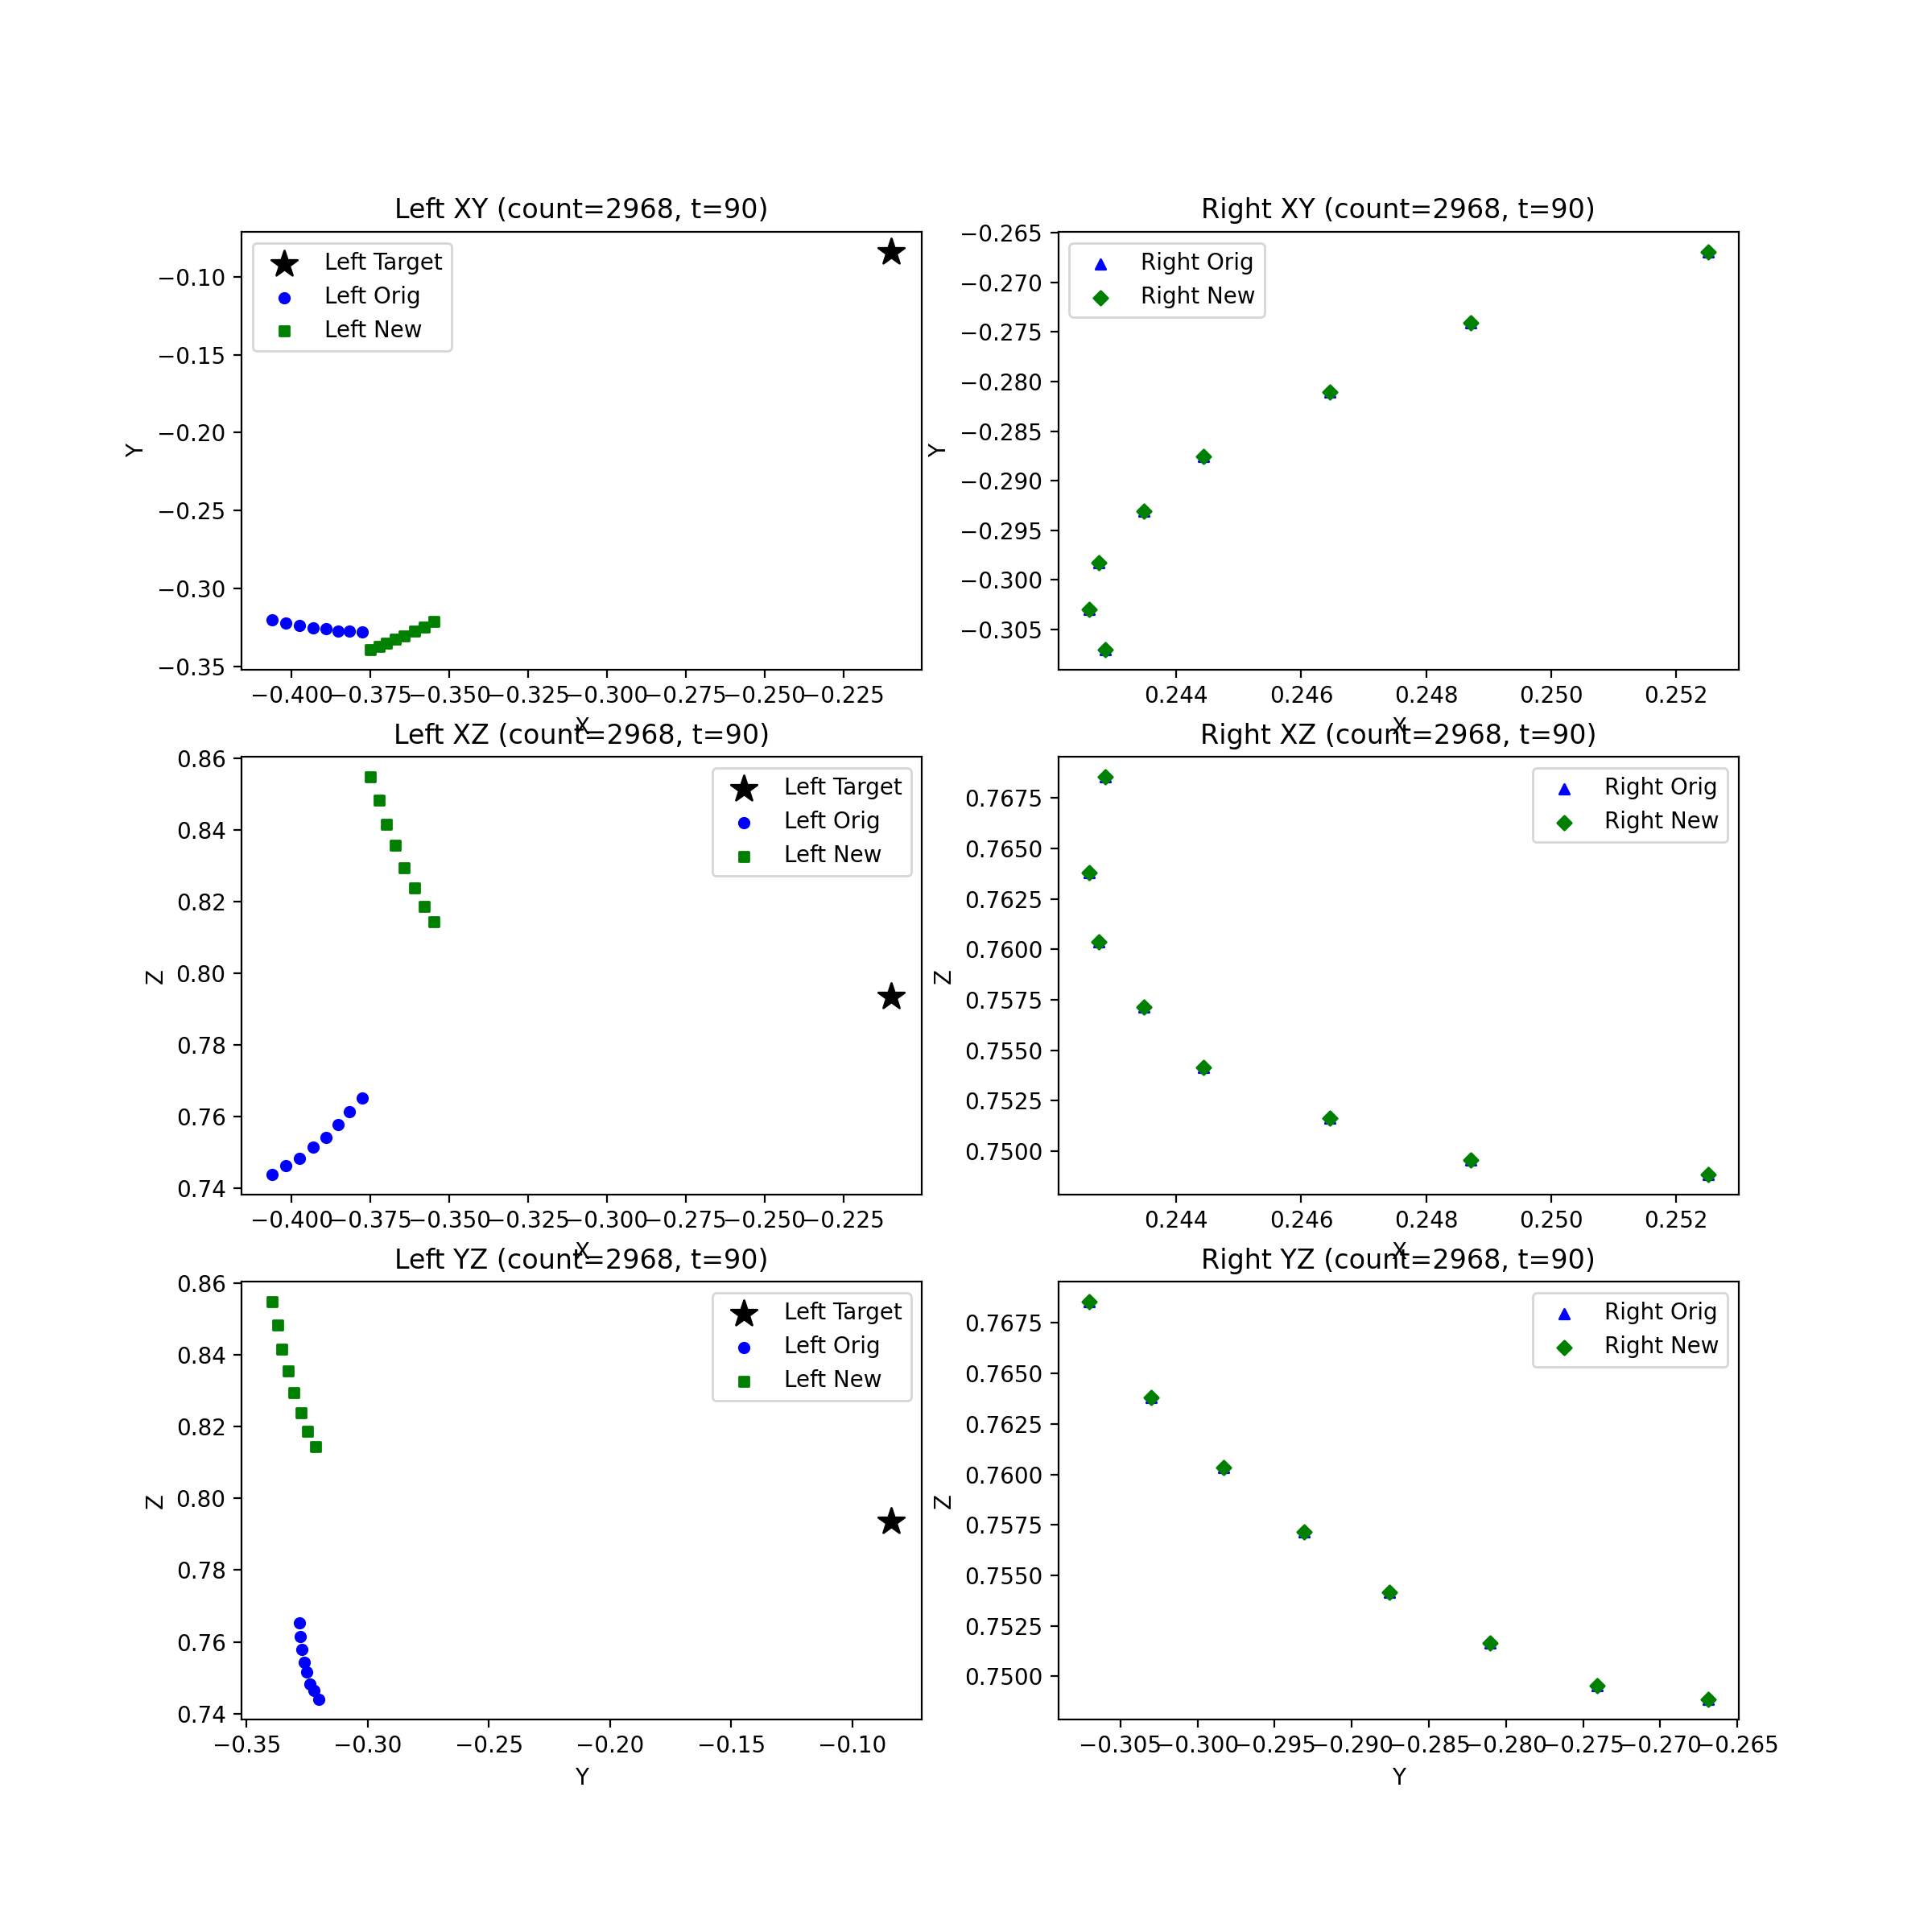 Left XY (count=2968, t=90)
Left Target
Left Orig
Left New
−0.10
−0.15
−0.20
−0.25
−0.30
−0.35
Y
−0.400 −0.375 −0.350 −0.325 −0.300 −0.275 −0.250 −0.225
X
Right XY (count=2968, t=90)
Right Orig
Right New
−0.265
−0.270
−0.275
−0.280
−0.285
−0.290
−0.295
−0.300
−0.305
Y
0.244 0.246 0.248 0.250 0.252
X
Left XZ (count=2968, t=90)
Left Target
Left Orig
Left New
0.86
0.84
0.82
0.80
0.78
0.76
0.74
Z
−0.400 −0.375 −0.350 −0.325 −0.300 −0.275 −0.250 −0.225
X
Right XZ (count=2968, t=90)
Right Orig
Right New
0.7675
0.7650
0.7625
0.7600
0.7575
0.7550
0.7525
0.7500
Z
0.244 0.246 0.248 0.250 0.252
X
Left YZ (count=2968, t=90)
Left Target
Left Orig
Left New
0.86
0.84
0.82
0.80
0.78
0.76
0.74
Z
−0.35 −0.30 −0.25 −0.20 −0.15 −0.10
Y
Right YZ (count=2968, t=90)
Right Orig
Right New
0.7675
0.7650
0.7625
0.7600
0.7575
0.7550
0.7525
0.7500
Z
−0.305 −0.300 −0.295 −0.290 −0.285 −0.280 −0.275 −0.270 −0.265
Y